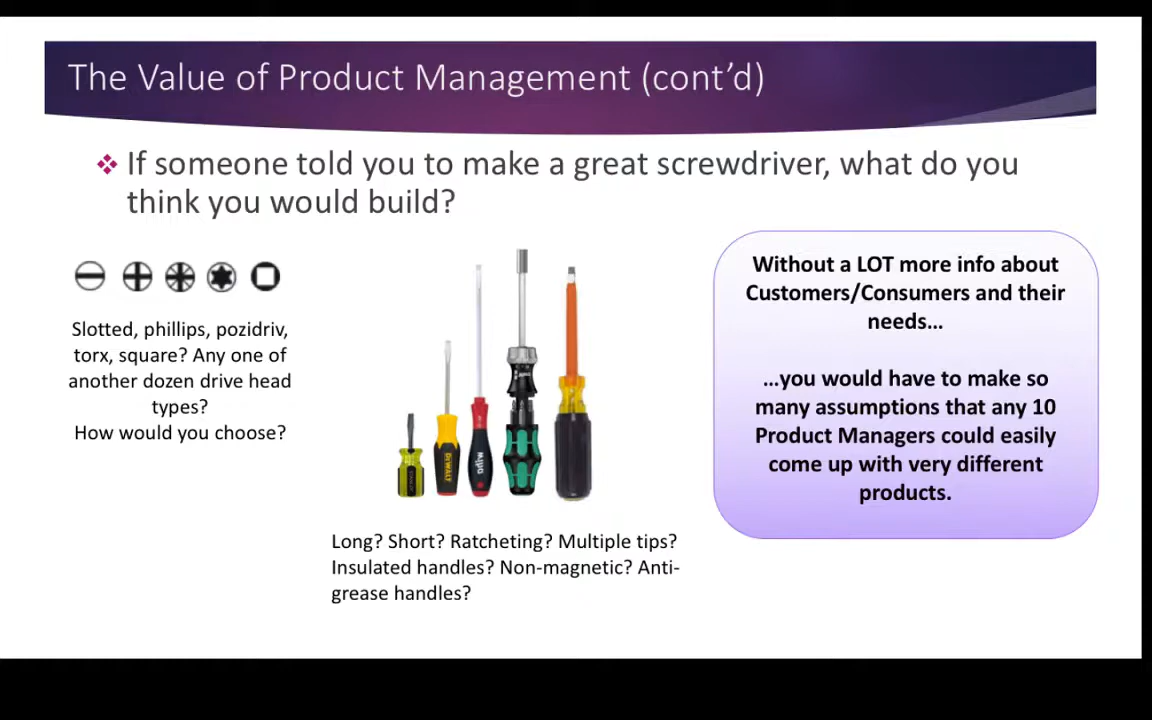 The Value of Product Management (cont’d)
❖ If someone told you to make a great screwdriver, what do you
think you would build?
Slotted, phillips, pozidriv,
torx, square? Any one of
another dozen drive head
types?
How would you choose?
DEWALT
Wiha
Long? Short? Ratcheting? Multiple tips?
Insulated handles? Non-magnetic? Anti-
grease handles?
Without a LOT more info about
Customers/Consumers and their
needs…
…you would have to make so
many assumptions that any 10
Product Managers could easily
come up with very different
products.